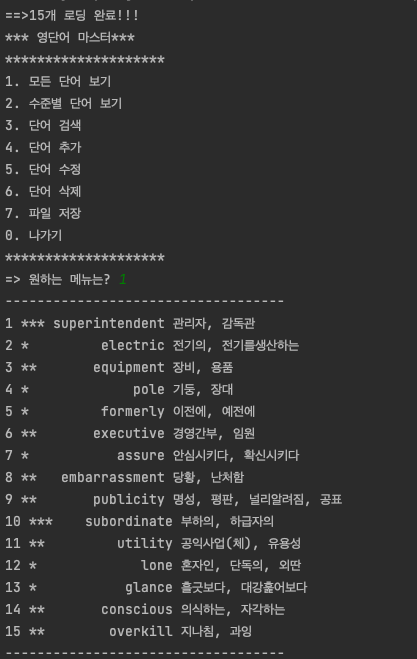 ==>15개 로딩 완료!!!
*** 영단어 마스터***
********************
1. 모든 단어 보기
2. 수준별 단어 보기
3. 단어 검색
4. 단어 추가
5. 단어 수정
6. 단어 삭제
7. 파일 저장
0. 나가기
********************
=> 원하는 메뉴는? 1
-----------------------------------
1 *** superintendent 관리자, 감독관
2 *         electric 전기의, 전기를생산하는
3 **       equipment 장비, 용품
4 *             pole 기둥, 장대
5 *         formerly 이전에, 예전에
6 **       executive 경영간부, 임원
7 *           assure 안심시키다, 확신시키다
8 **   embarrassment 당황, 난처함
9 **       publicity 명성, 평판, 널리알려짐, 공표
10 ***    subordinate 부하의, 하급자의
11 **         utility 공익사업(체), 유용성
12 *             lone 혼자인, 단독의, 외딴
13 *           glance 흘긋보다, 대강훑어보다
14 **       conscious 의식하는, 자각하는
15 **        overkill 지나침, 과잉
-----------------------------------